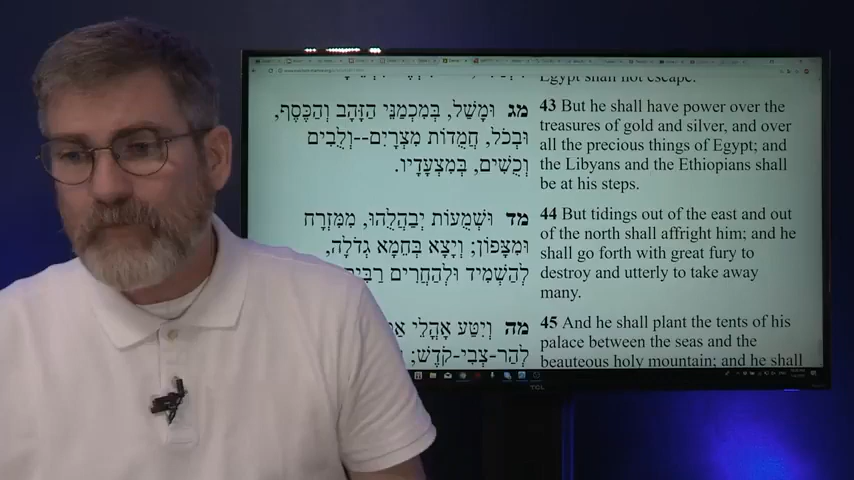 Egypt shall not escape.
מג וּמָשַׁל, בְּמִכְמַנֵּי הַזָּהָב וְהַכֶּסֶף,
וּבְכֹל, חֲמֻדוֹת מִצְרָיִם--וְלֻבִים
וְכֻשִׁים, בְּמִצְעָדָיו.
43 But he shall have power over the
treasures of gold and silver, and over
all the precious things of Egypt; and
the Libyans and the Ethiopians shall
be at his steps.
מד וּשְׁמֻעוֹת יְבַהֲלֻהוּ, מִמִּזְרָח
וּמִצָּפוֹן; וְיָצָא בְּחֵמָא גְדֹלָה,
לְהַשְׁמִיד וּלְהַחֲרִים
44 But tidings out of the east and out
of the north shall affright him; and he
shall go forth with great fury to
destroy and utterly to take away
many.
מה וְיִטַּע אָהֳלֵי
לְהַר-צְבִי-קֹדֶשׁ;
45 And he shall plant the tents of his
palace between the seas and the
beauteous holy mountain; and he shall
TCL